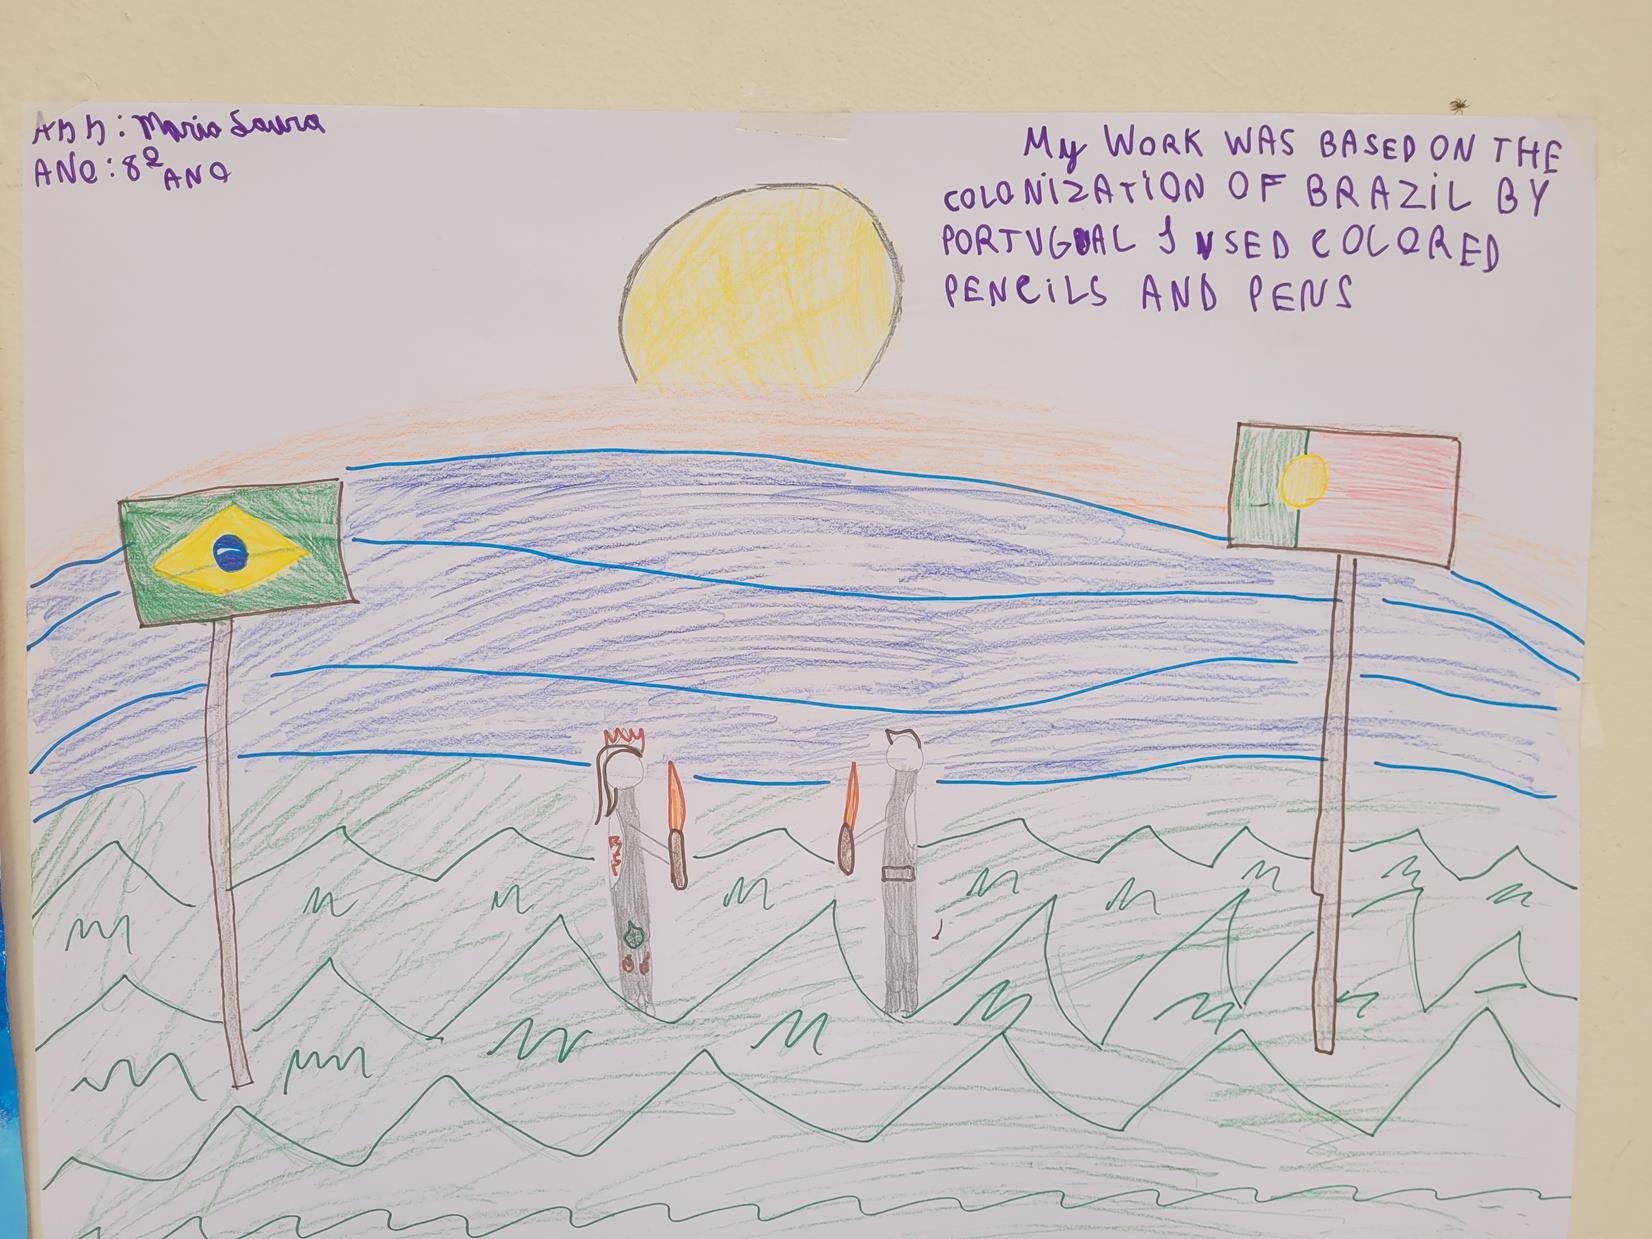 ADD: Maria Laura
ANO: 8º ANO
My WORK WAS BASED ON THE
COLONIZATION OF BRAZIL BY
PORTUGUAL I USED COLORED
PENCILS AND PENS